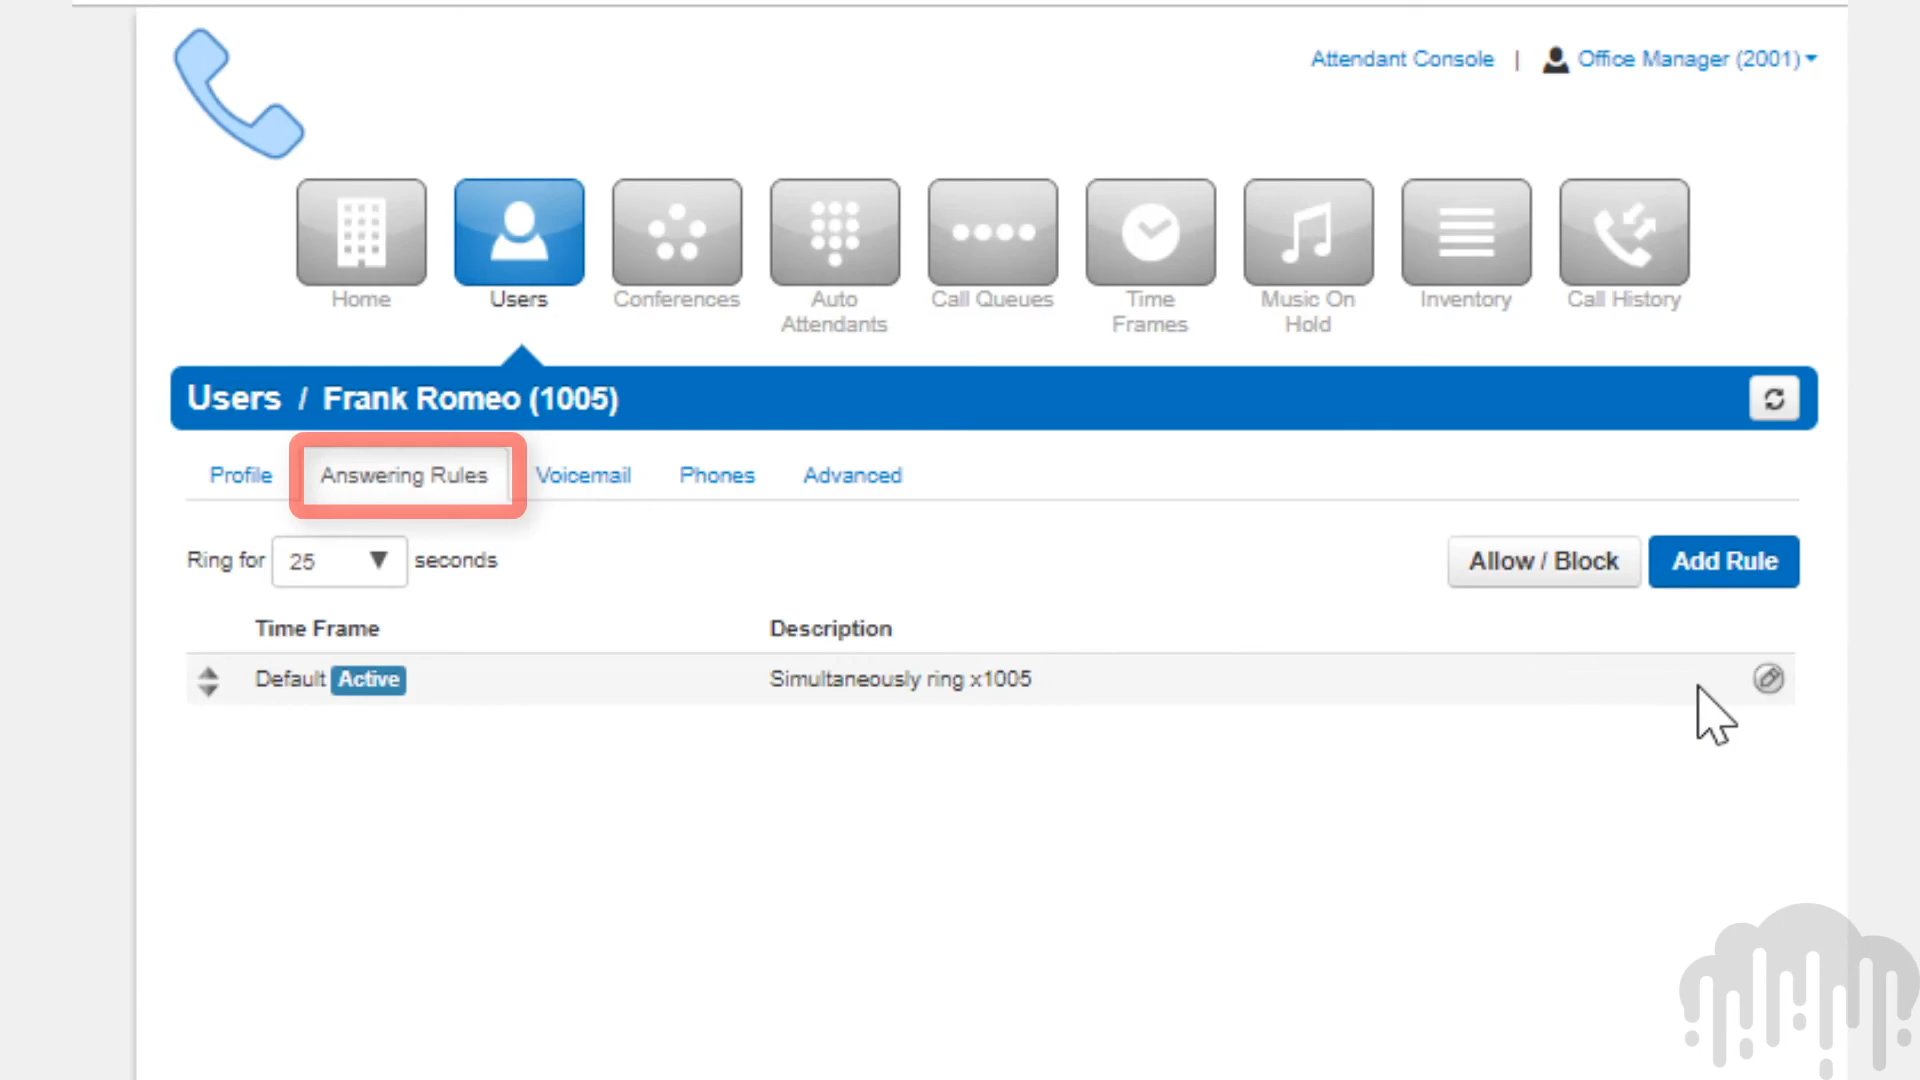 Attendant Console | Office Manager (2001)
Home
Users
Conferences
Auto
Attendants
Call Queues
Time
Frames
Music On
Hold
Inventory
Call History
Users / Frank Romeo (1005)
Profile
Answering Rules
Voicemail
Phones
Advanced
Ring for 25 seconds
Allow / Block
Add Rule
Time Frame
Description
Default Active
Simultaneously ring x1005